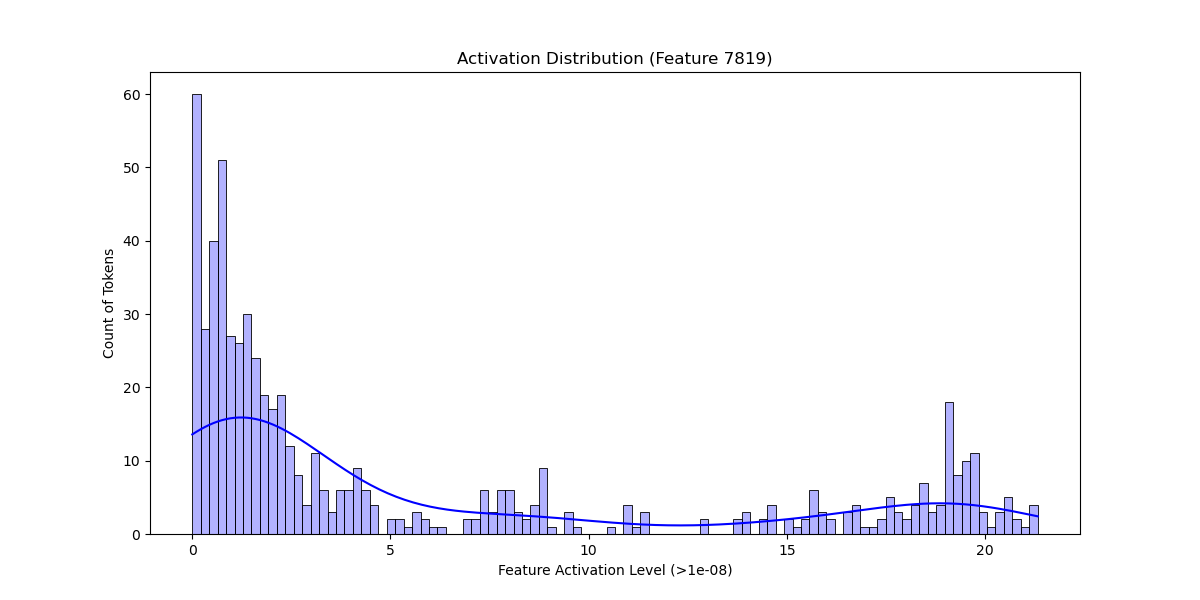 Activation Distribution (Feature 7819)
60
50
40
30
20
10
0
Count of Tokens
0 5 10 15 20
Feature Activation Level (>1e-08)